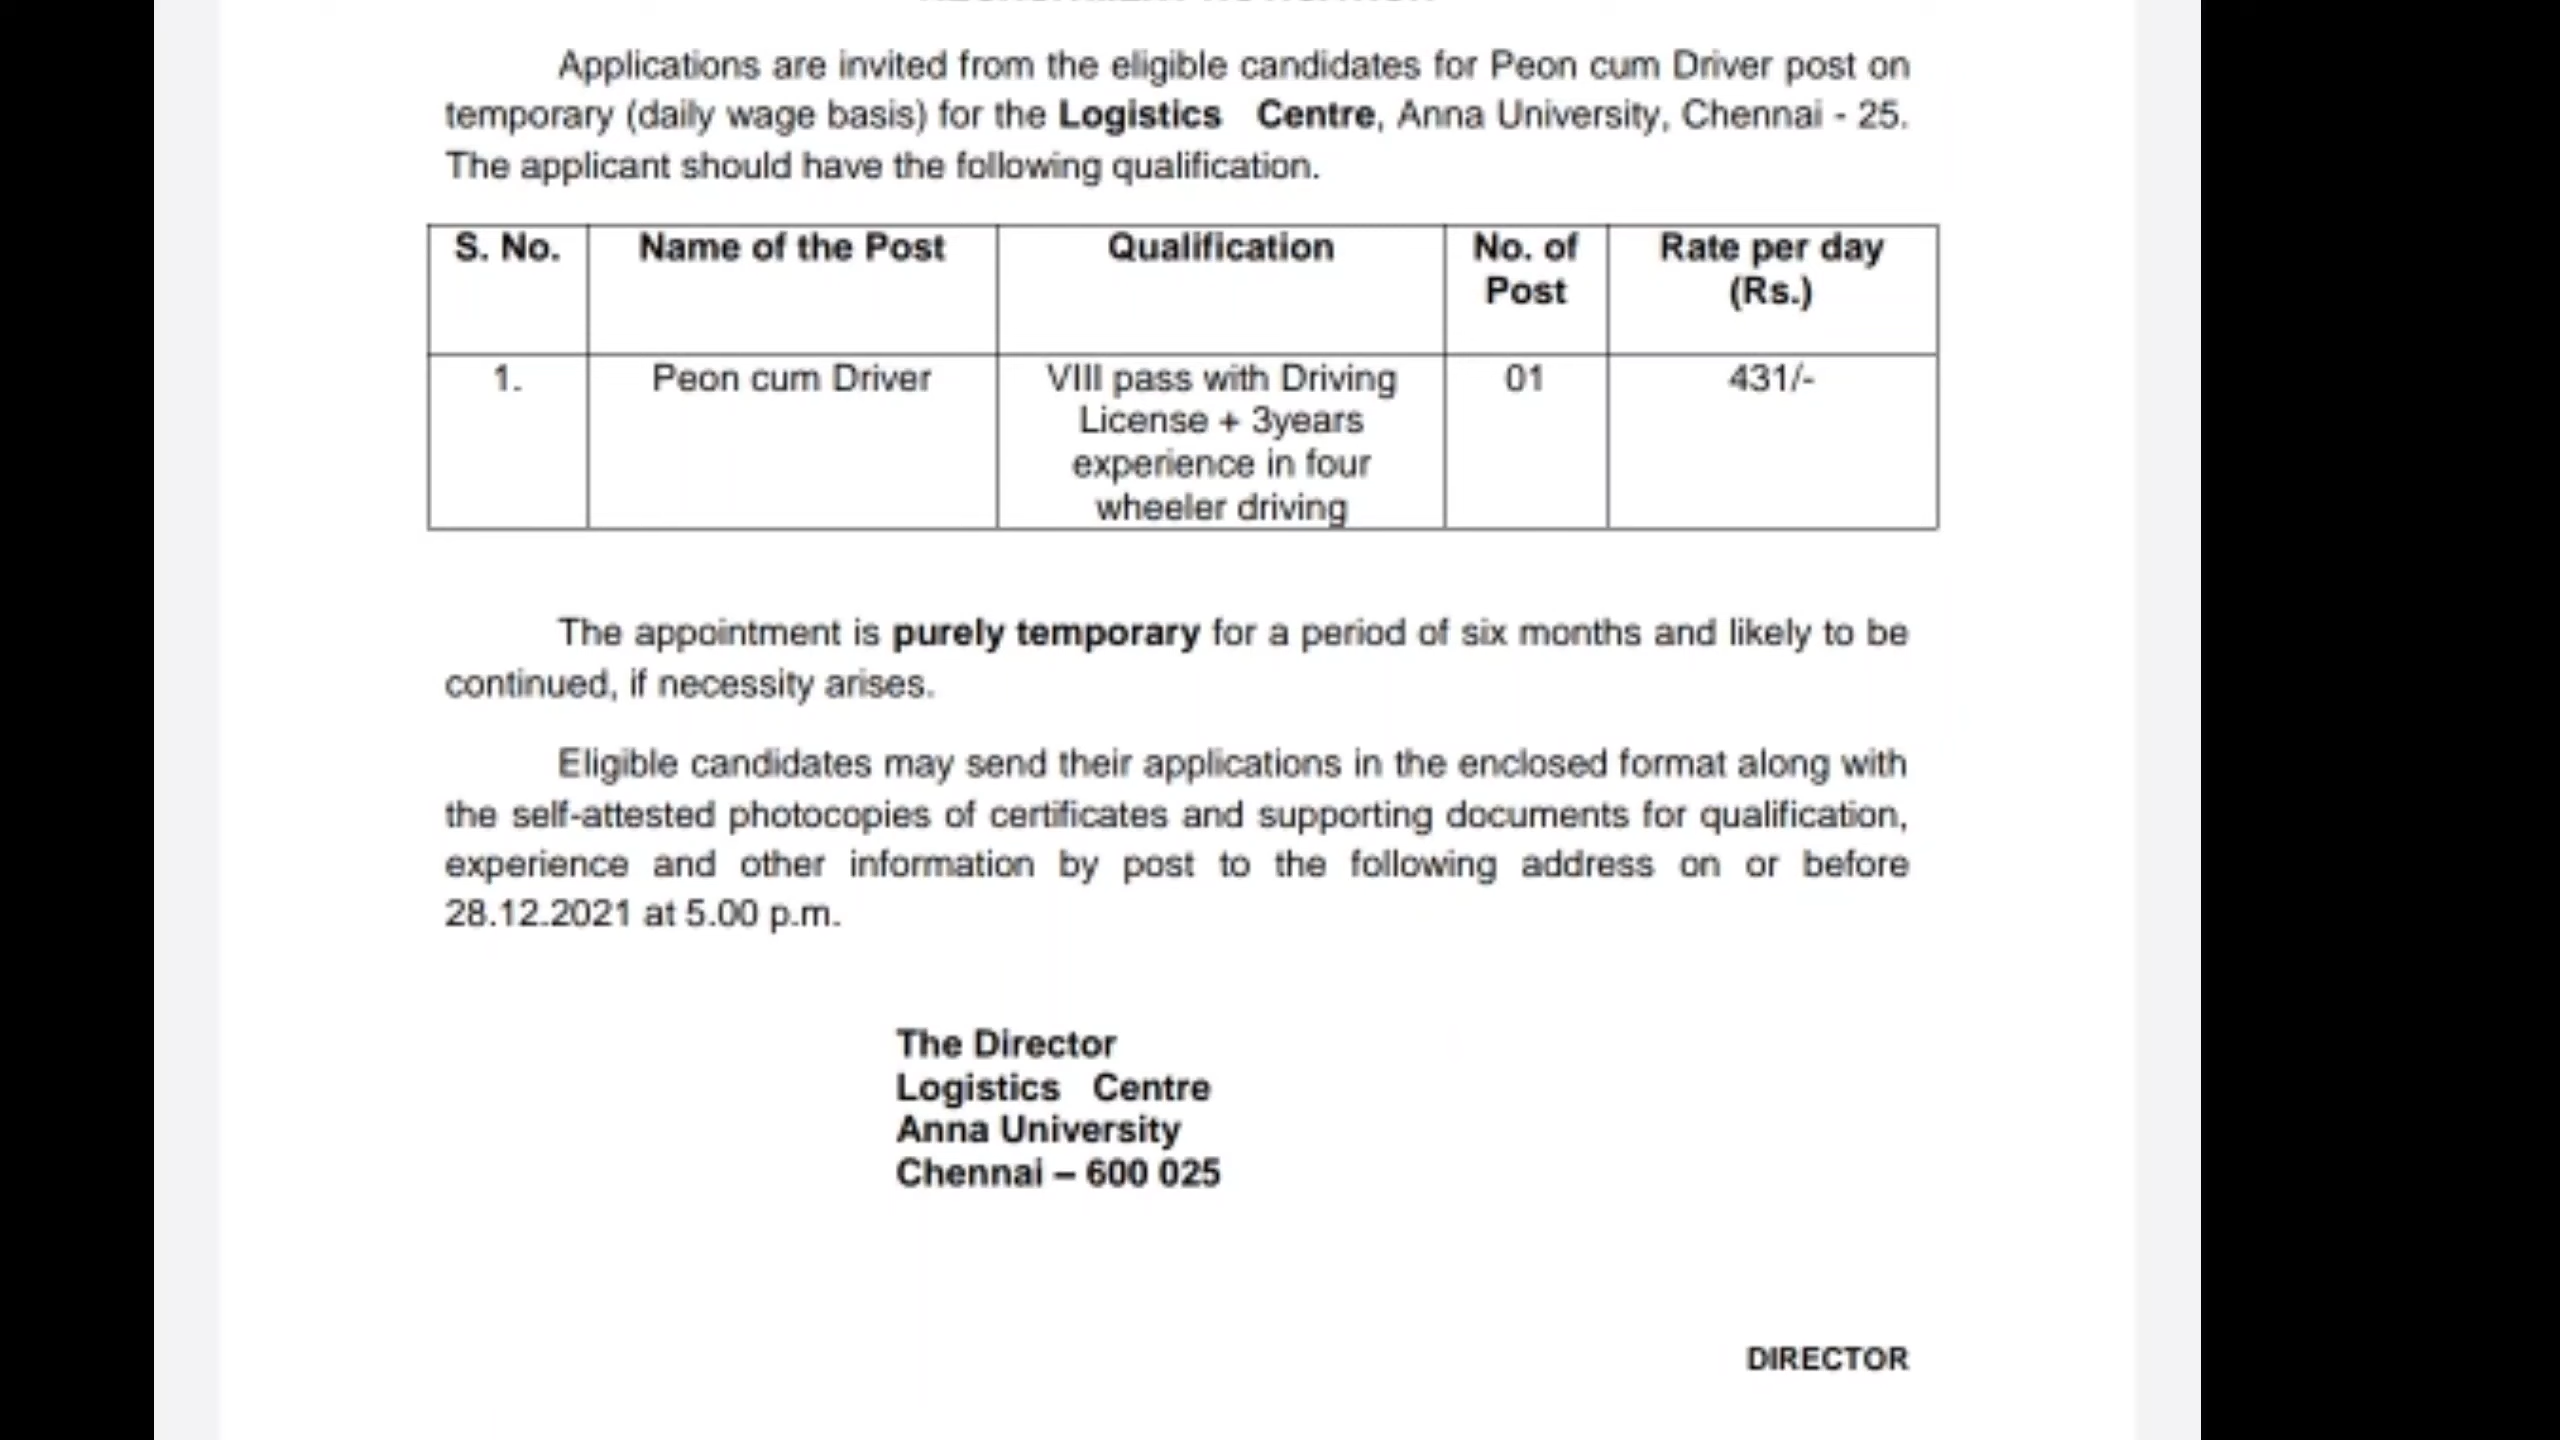 Applications are invited from the eligible candidates for Peon cum Driver post on
temporary (daily wage basis) for the Logistics Centre, Anna University, Chennai - 25.
The applicant should have the following qualification.
S. No. Name of the Post Qualification No. of Post Rate per day (Rs.)
1. Peon cum Driver VIII pass with Driving 01 431/-
License + 3years
experience in four
wheeler driving
The appointment is purely temporary for a period of six months and likely to be
continued, if necessity arises.
Eligible candidates may send their applications in the enclosed format along with
the self-attested photocopies of certificates and supporting documents for qualification,
experience and other information by post to the following address on or before
28.12.2021 at 5.00 p.m.
The Director
Logistics Centre
Anna University
Chennai – 600 025
DIRECTOR